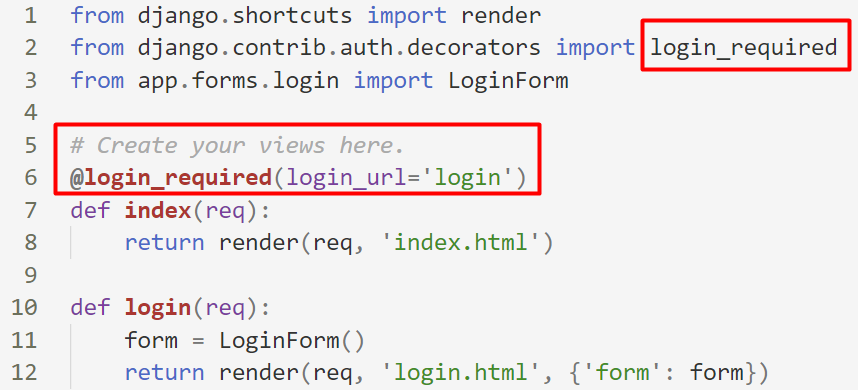 1 from django.shortcuts import render
2 from django.contrib.auth.decorators import login_required
3 from app.forms.login import LoginForm
4
5 # Create your views here.
6 @login_required(login_url='login')
7 def index(req):
8     return render(req, 'index.html')
9
10 def login(req):
11     form = LoginForm()
12     return render(req, 'login.html', {'form': form})